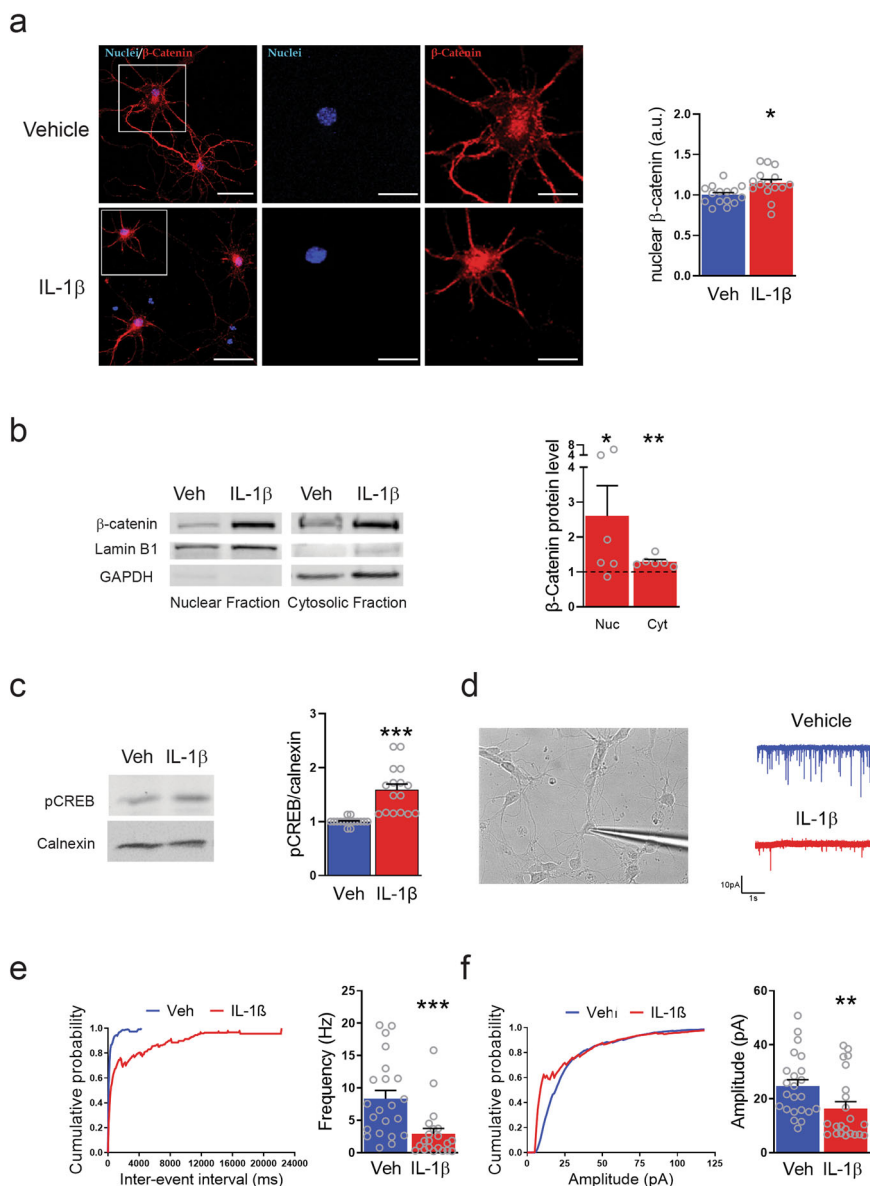 a
Nuclei/β-Catenin
Nuclei
β-Catenin
Vehicle
IL-1β
nuclear β-catenin (a.u.)
2.0
1.5
1.0
0.5
0.0
*
Veh IL-1β
b
Veh IL-1β Veh IL-1β
β-catenin
Lamin B1
GAPDH
Nuclear Fraction Cytosolic Fraction
β-Catenin protein level
8
4
4
3
2
1
0
* **
Nuc Cyt
c
Veh IL-1β
pCREB
Calnexin
pCREB/calnexin
3
2
1
0
***
Veh IL-1β
d
Vehicle
IL-1β
10pA
1s
e
Veh IL-1ß
Cumulative probability
1.0
0.8
0.6
0.4
0.2
0.0
0 4000 8000 12000 16000 20000 24000
Inter-event interval (ms)
Frequency (Hz)
25
20
15
10
5
0
***
Veh IL-1β
f
Vehi IL-1ß
Cumulative probability
1.0
0.8
0.6
0.4
0.2
0.0
0 25 50 75 100 125
Amplitude (pA)
Amplitude (pA)
60
40
20
0
**
Veh IL-1β